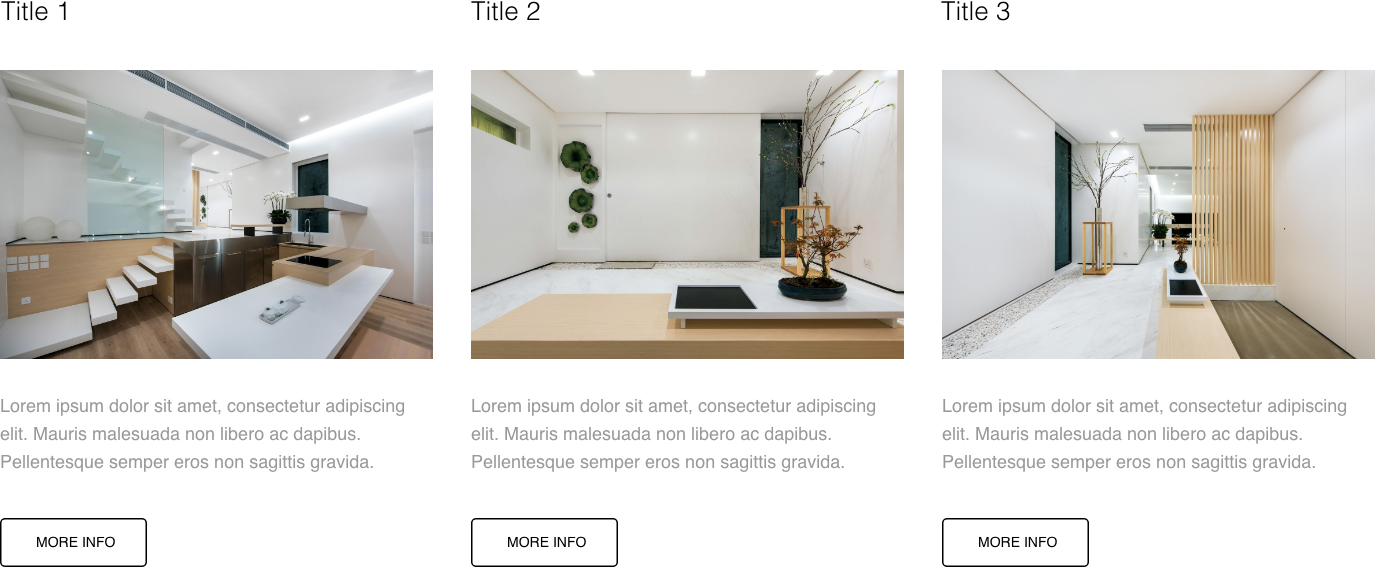 Title 1
Title 2
Title 3
Lorem ipsum dolor sit amet, consectetur adipiscing
elit. Mauris malesuada non libero ac dapibus.
Pellentesque semper eros non sagittis gravida.
Lorem ipsum dolor sit amet, consectetur adipiscing
elit. Mauris malesuada non libero ac dapibus.
Pellentesque semper eros non sagittis gravida.
Lorem ipsum dolor sit amet, consectetur adipiscing
elit. Mauris malesuada non libero ac dapibus.
Pellentesque semper eros non sagittis gravida.
MORE INFO
MORE INFO
MORE INFO